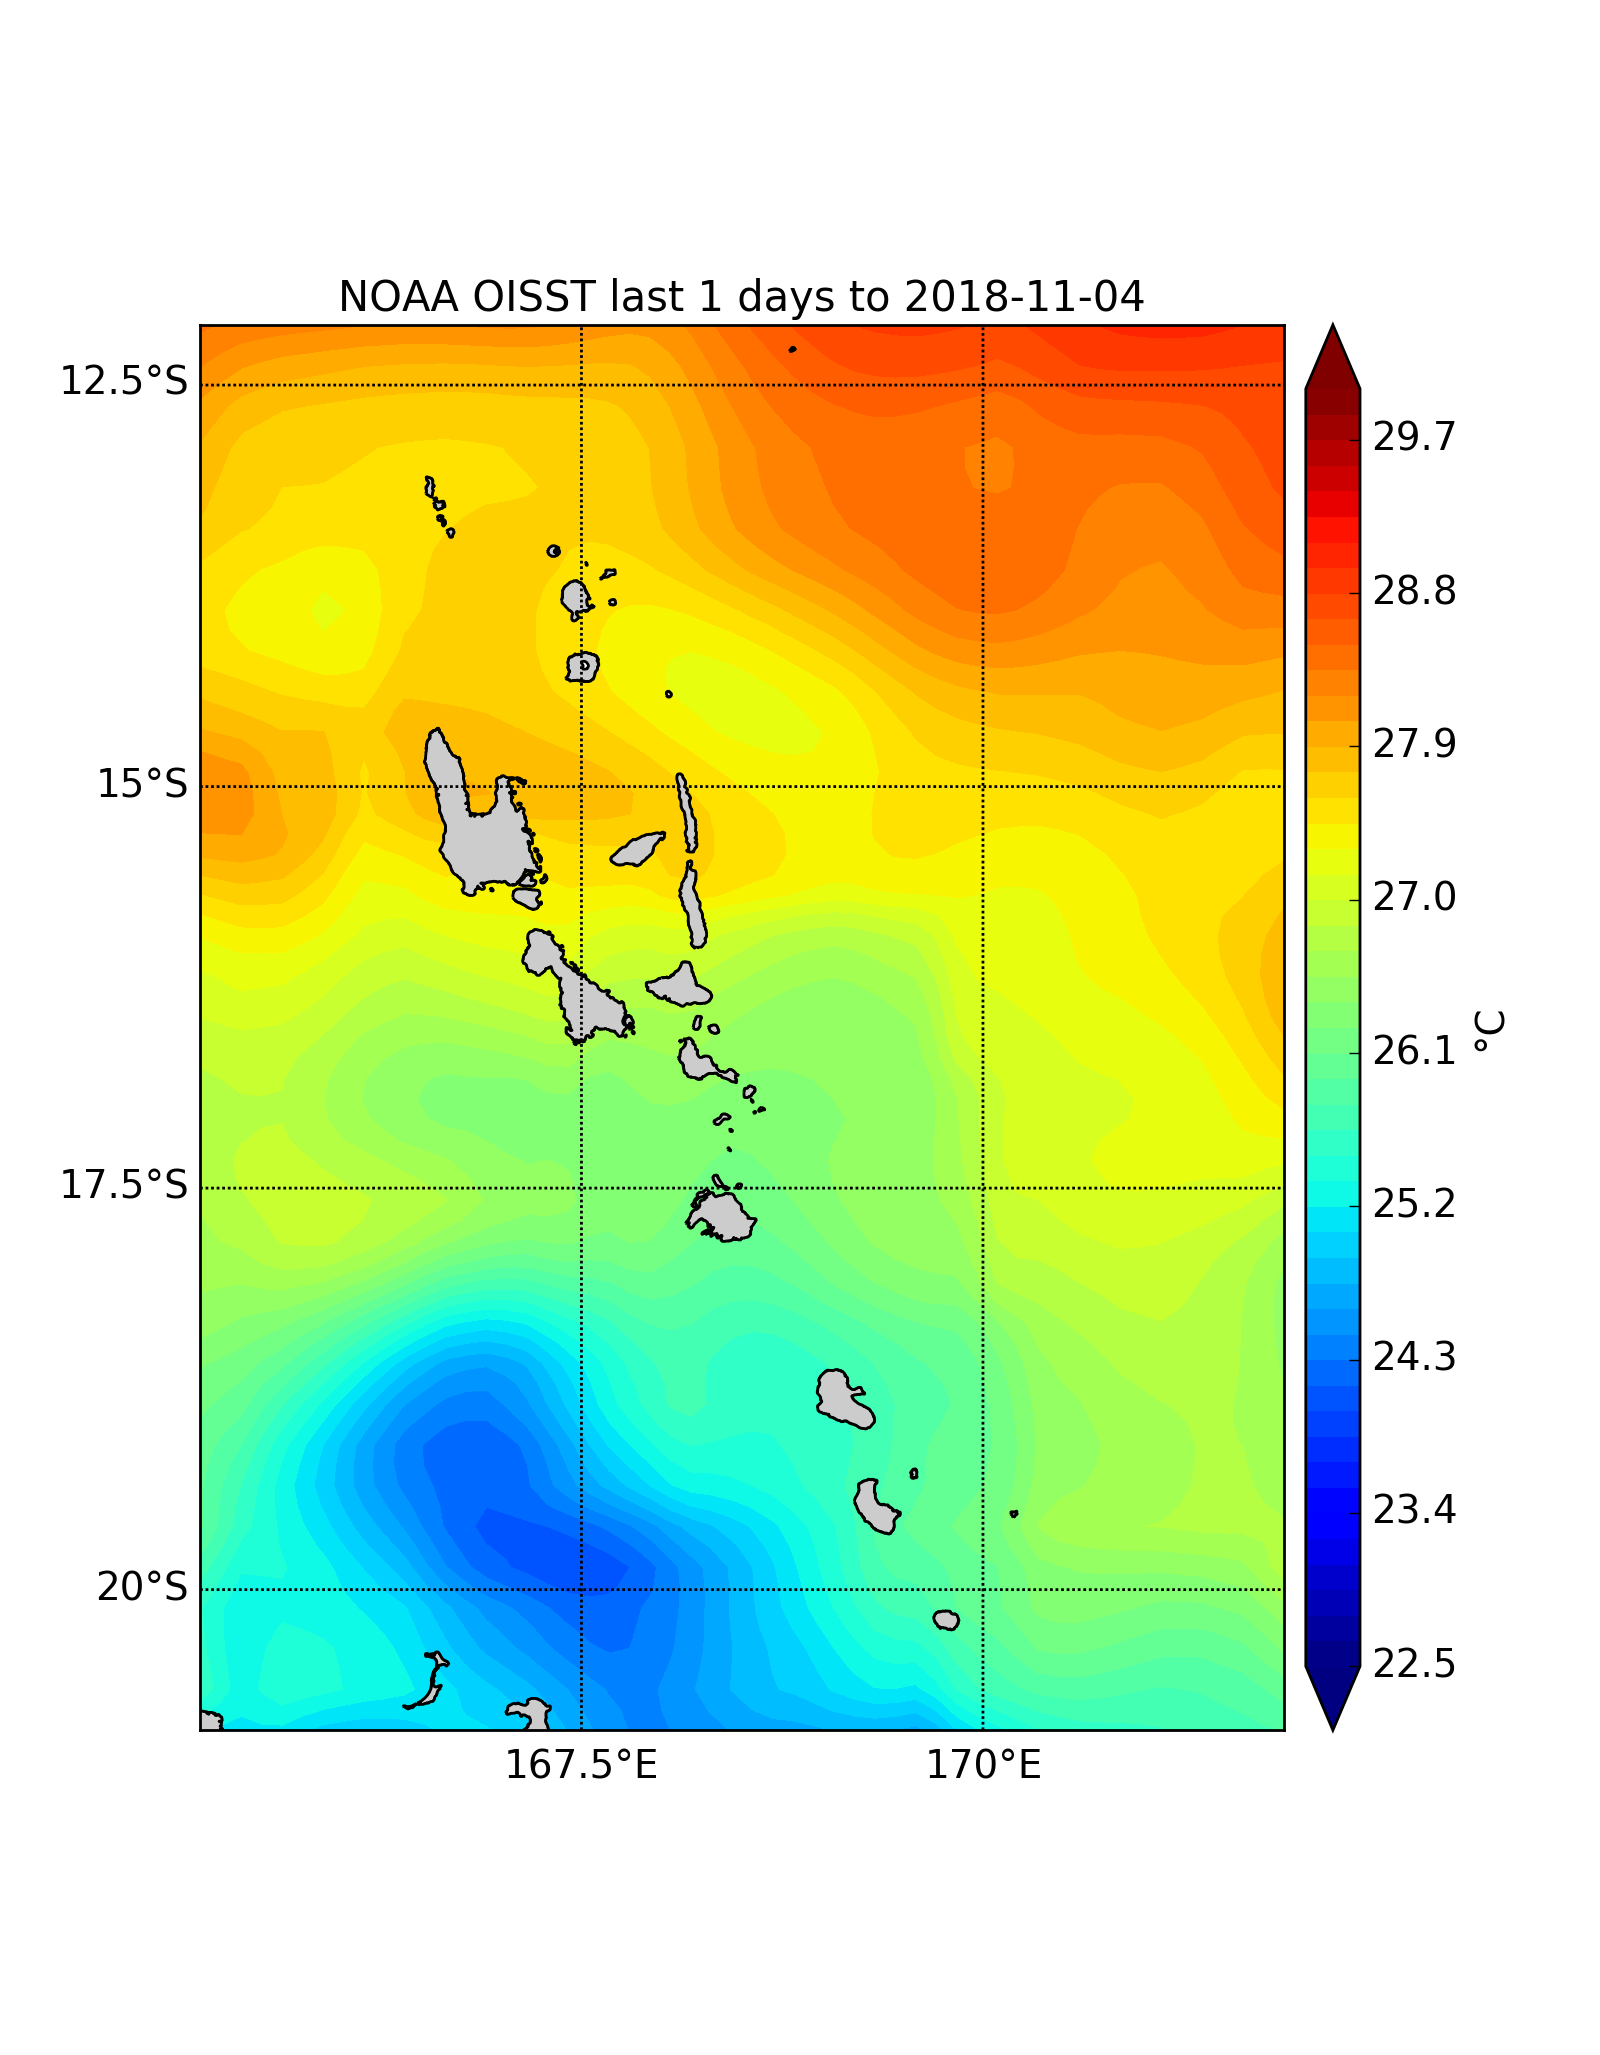 NOAA OISST last 1 days to 2018-11-04
12.5°S
15°S
17.5°S
20°S
167.5°E
170°E
29.7
28.8
27.9
27.0
26.1
25.2
24.3
23.4
22.5
°C